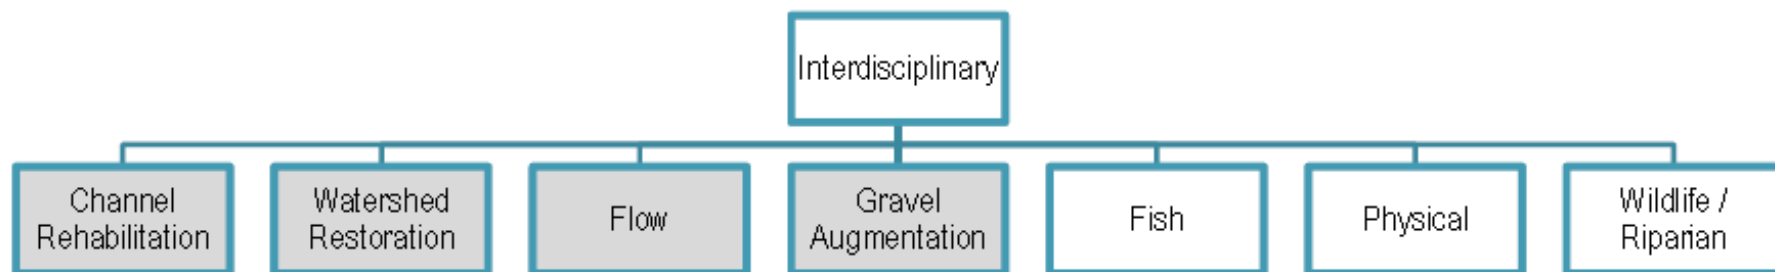 Interdisciplinary
Channel
Rehabilitation
Watershed
Restoration
Flow
Gravel
Augmentation
Fish
Physical
Wildlife /
Riparian